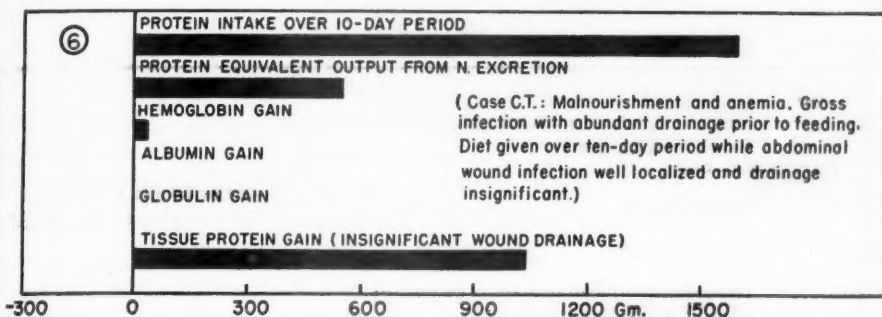 PROTEIN INTAKE OVER 10-DAY PERIOD
⑥
PROTEIN EQUIVALENT OUTPUT FROM N. EXCRETION
HEMOGLOBIN GAIN
(Case C.T.: Malnourishment and anemia. Gross
infection with abundant drainage prior to feeding.
Diet given over ten-day period while abdominal
wound infection well localized and drainage
insignificant.)
ALBUMIN GAIN
GLOBULIN GAIN
TISSUE PROTEIN GAIN (INSIGNIFICANT WOUND DRAINAGE)
-300 0 300 600 900 1200 Gm. 1500